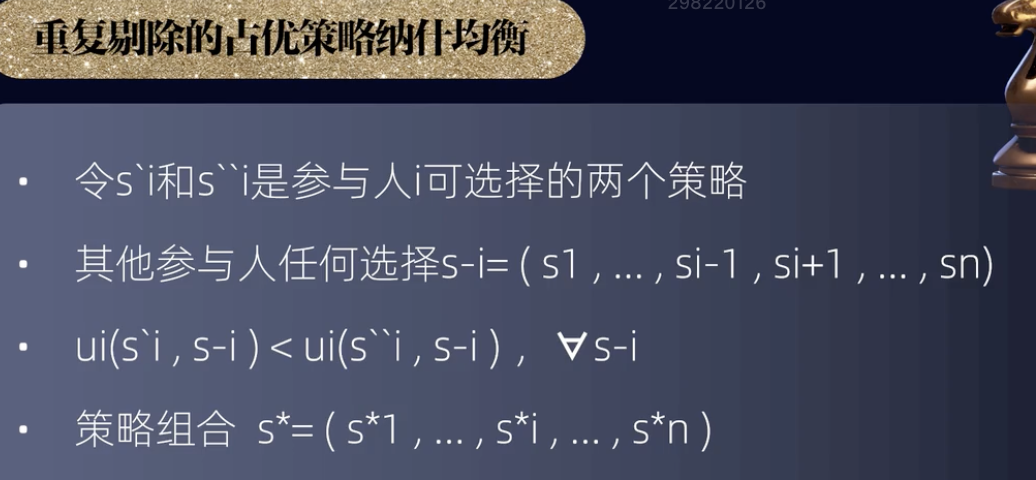 298220126
重复剔除的占优策略纳什均衡
• 令s`i和s``i是参与人i可选择的两个策略
• 其他参与人任何选择s-i= ( s1 , ... , si-1 , si+1 , ... , sn)
• ui(s`i , s-i ) < ui(s``i , s-i ) ,  ∀s-i
• 策略组合 s*= ( s*1 , ... , s*i , ... , s*n )